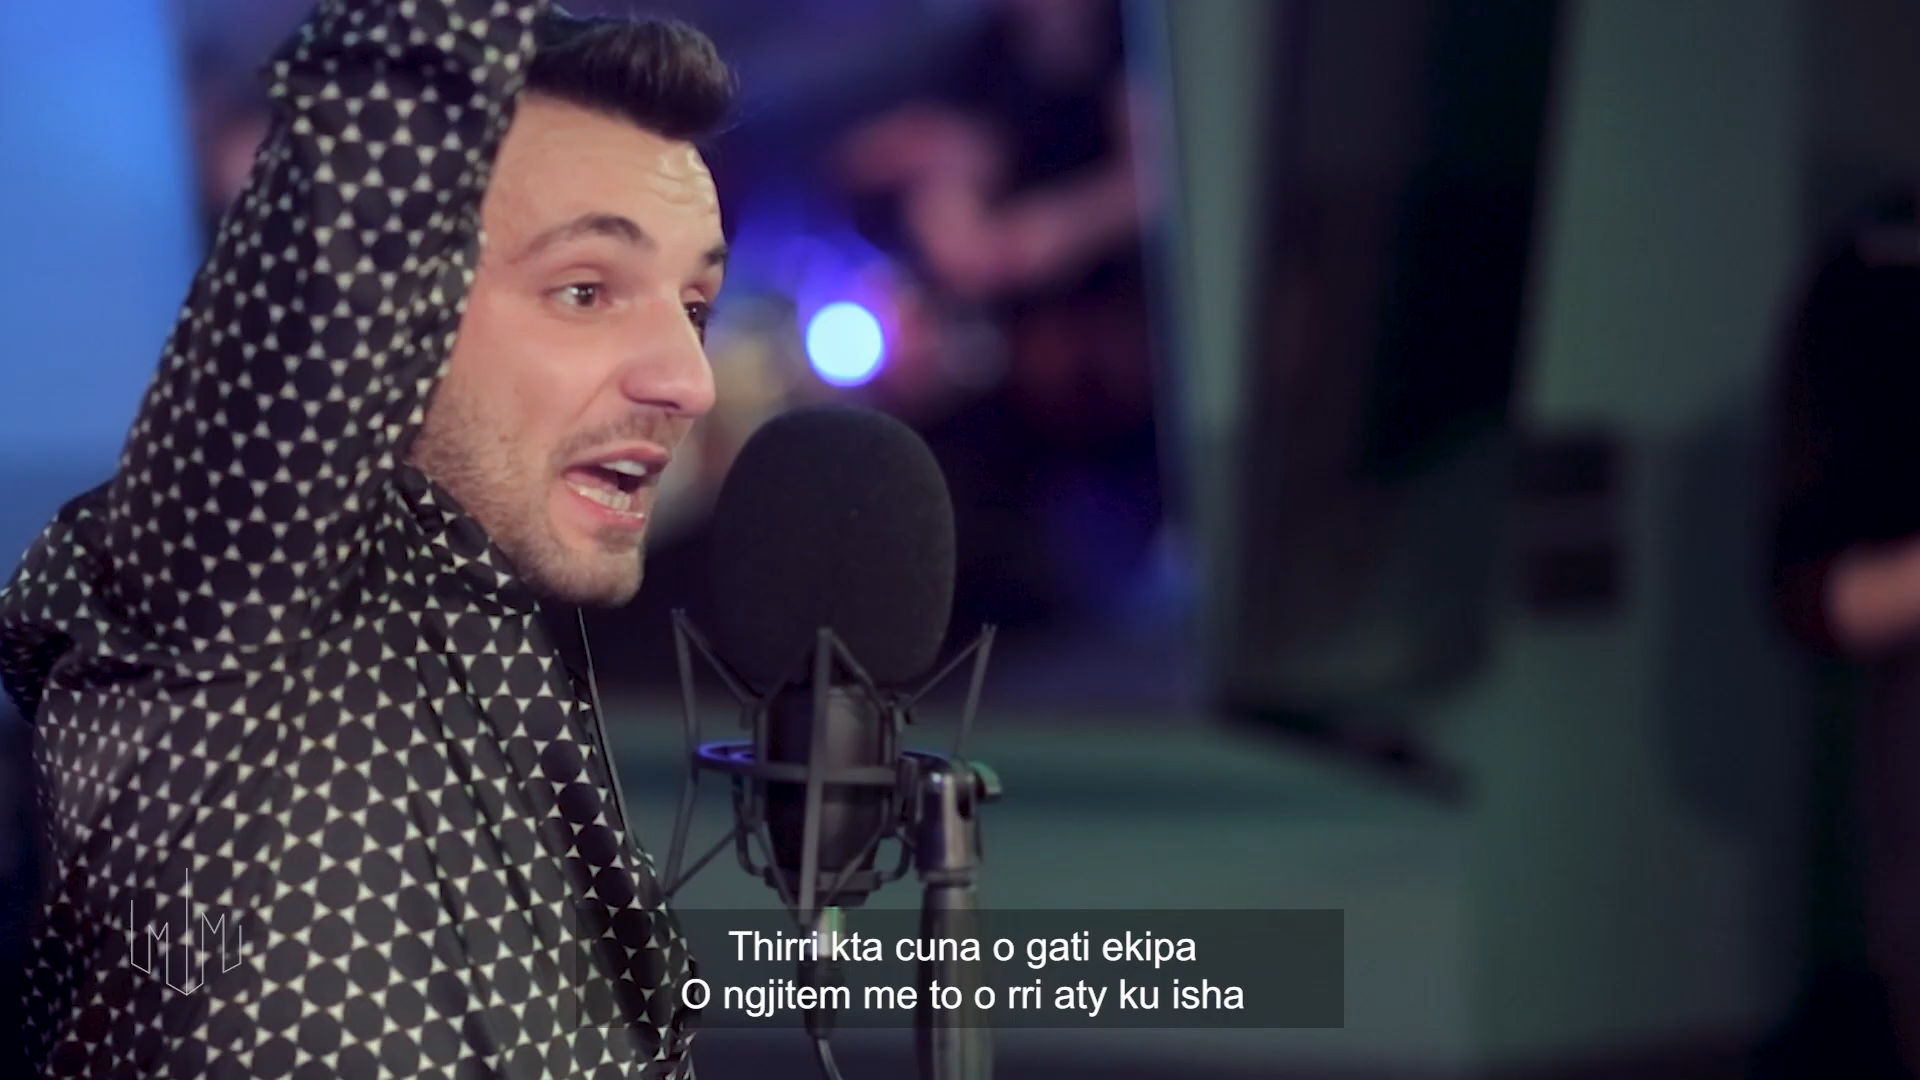 Thirri kta cuna o gati ekipa
O ngjitem me to o rri aty ku isha